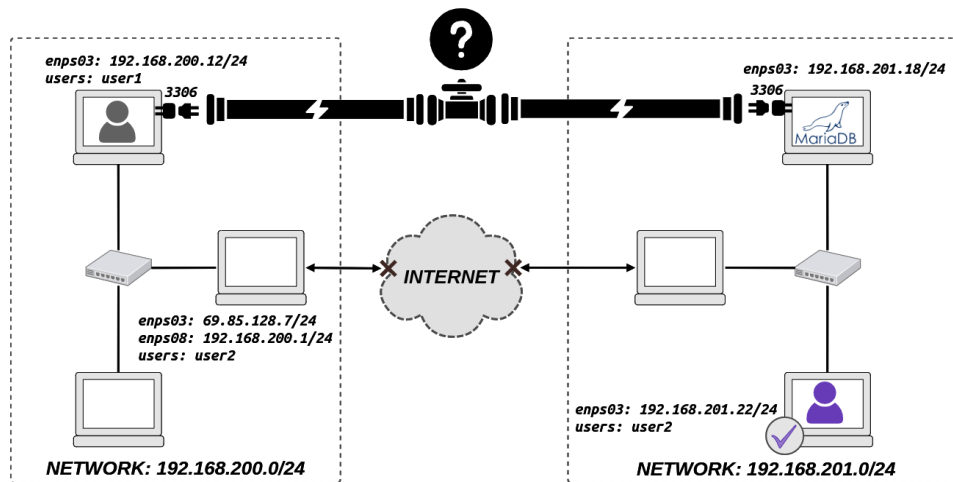 ?
enps03: 192.168.200.12/24
users: user1
3306
enps03: 192.168.201.18/24
3306
MariaDB
INTERNET
enps03: 69.85.128.7/24
enps08: 192.168.200.1/24
users: user2
enps03: 192.168.201.22/24
users: user2
NETWORK: 192.168.200.0/24
NETWORK: 192.168.201.0/24